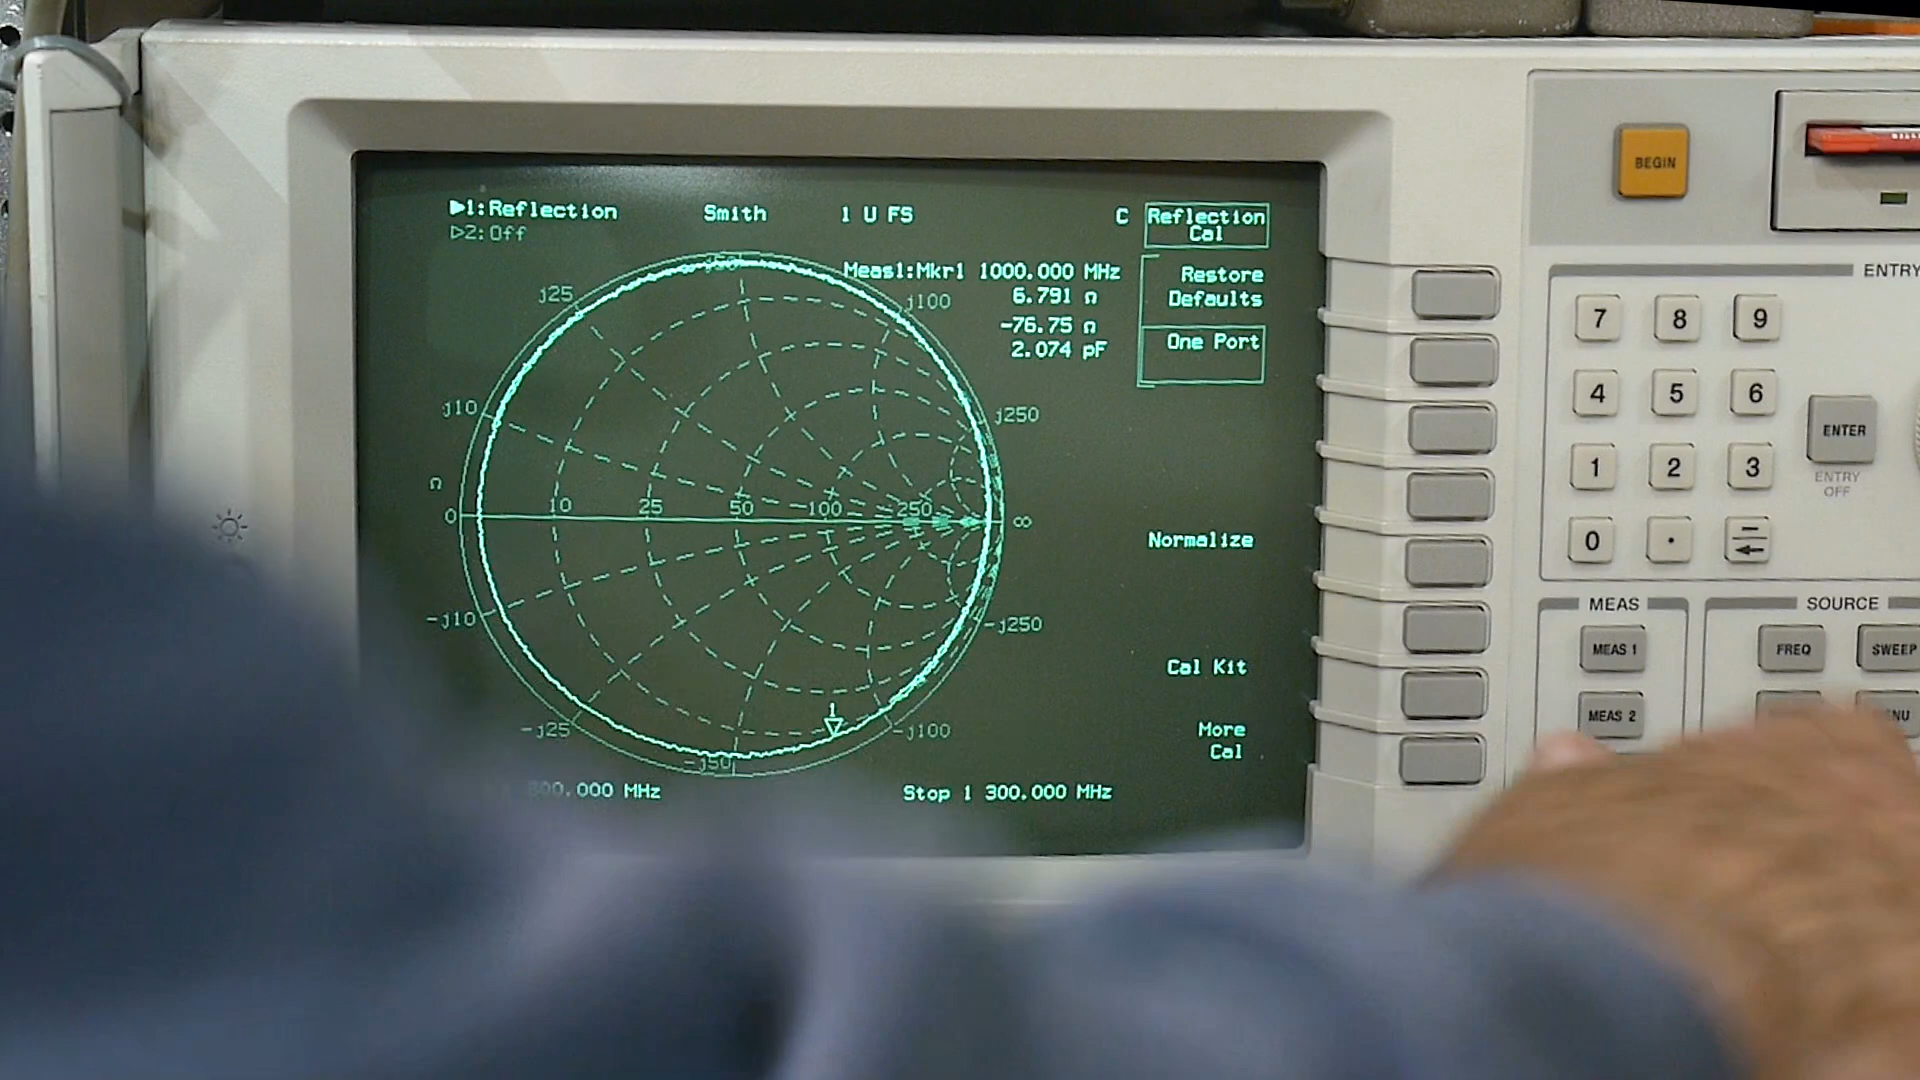 ▶1:Reflection Smith 1 U FS
▷2:Off
C Reflection
Cal
Meas1:Mkr1 1000.000 MHz
6.791 Ω
-76.75 Ω
2.074 pF
Restore
Defaults
One Port
Normalize
Cal Kit
More
Cal
j25
j100
j10
j250
Ω
0 10 25 50 100 250 ∞
-j10
-j250
-j25
-j100
-j50
1
300.000 MHz Stop 1 300.000 MHz
BEGIN
ENTRY
7 8 9
4 5 6
ENTER
1 2 3
ENTRY
OFF
0 .
MEAS SOURCE
MEAS 1 FREQ SWEEP
MEAS 2